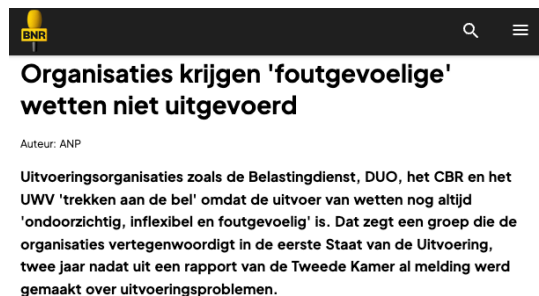 BNR
Organisaties krijgen 'foutgevoelige'
wetten niet uitgevoerd
Auteur: ANP
Uitvoeringsorganisaties zoals de Belastingdienst, DUO, het CBR en het
UWV 'trekken aan de bel' omdat de uitvoer van wetten nog altijd
'ondoorzichtig, inflexibel en foutgevoelig' is. Dat zegt een groep die de
organisaties vertegenwoordigt in de eerste Staat van de Uitvoering,
twee jaar nadat uit een rapport van de Tweede Kamer al melding werd
gemaakt over uitvoeringsproblemen.